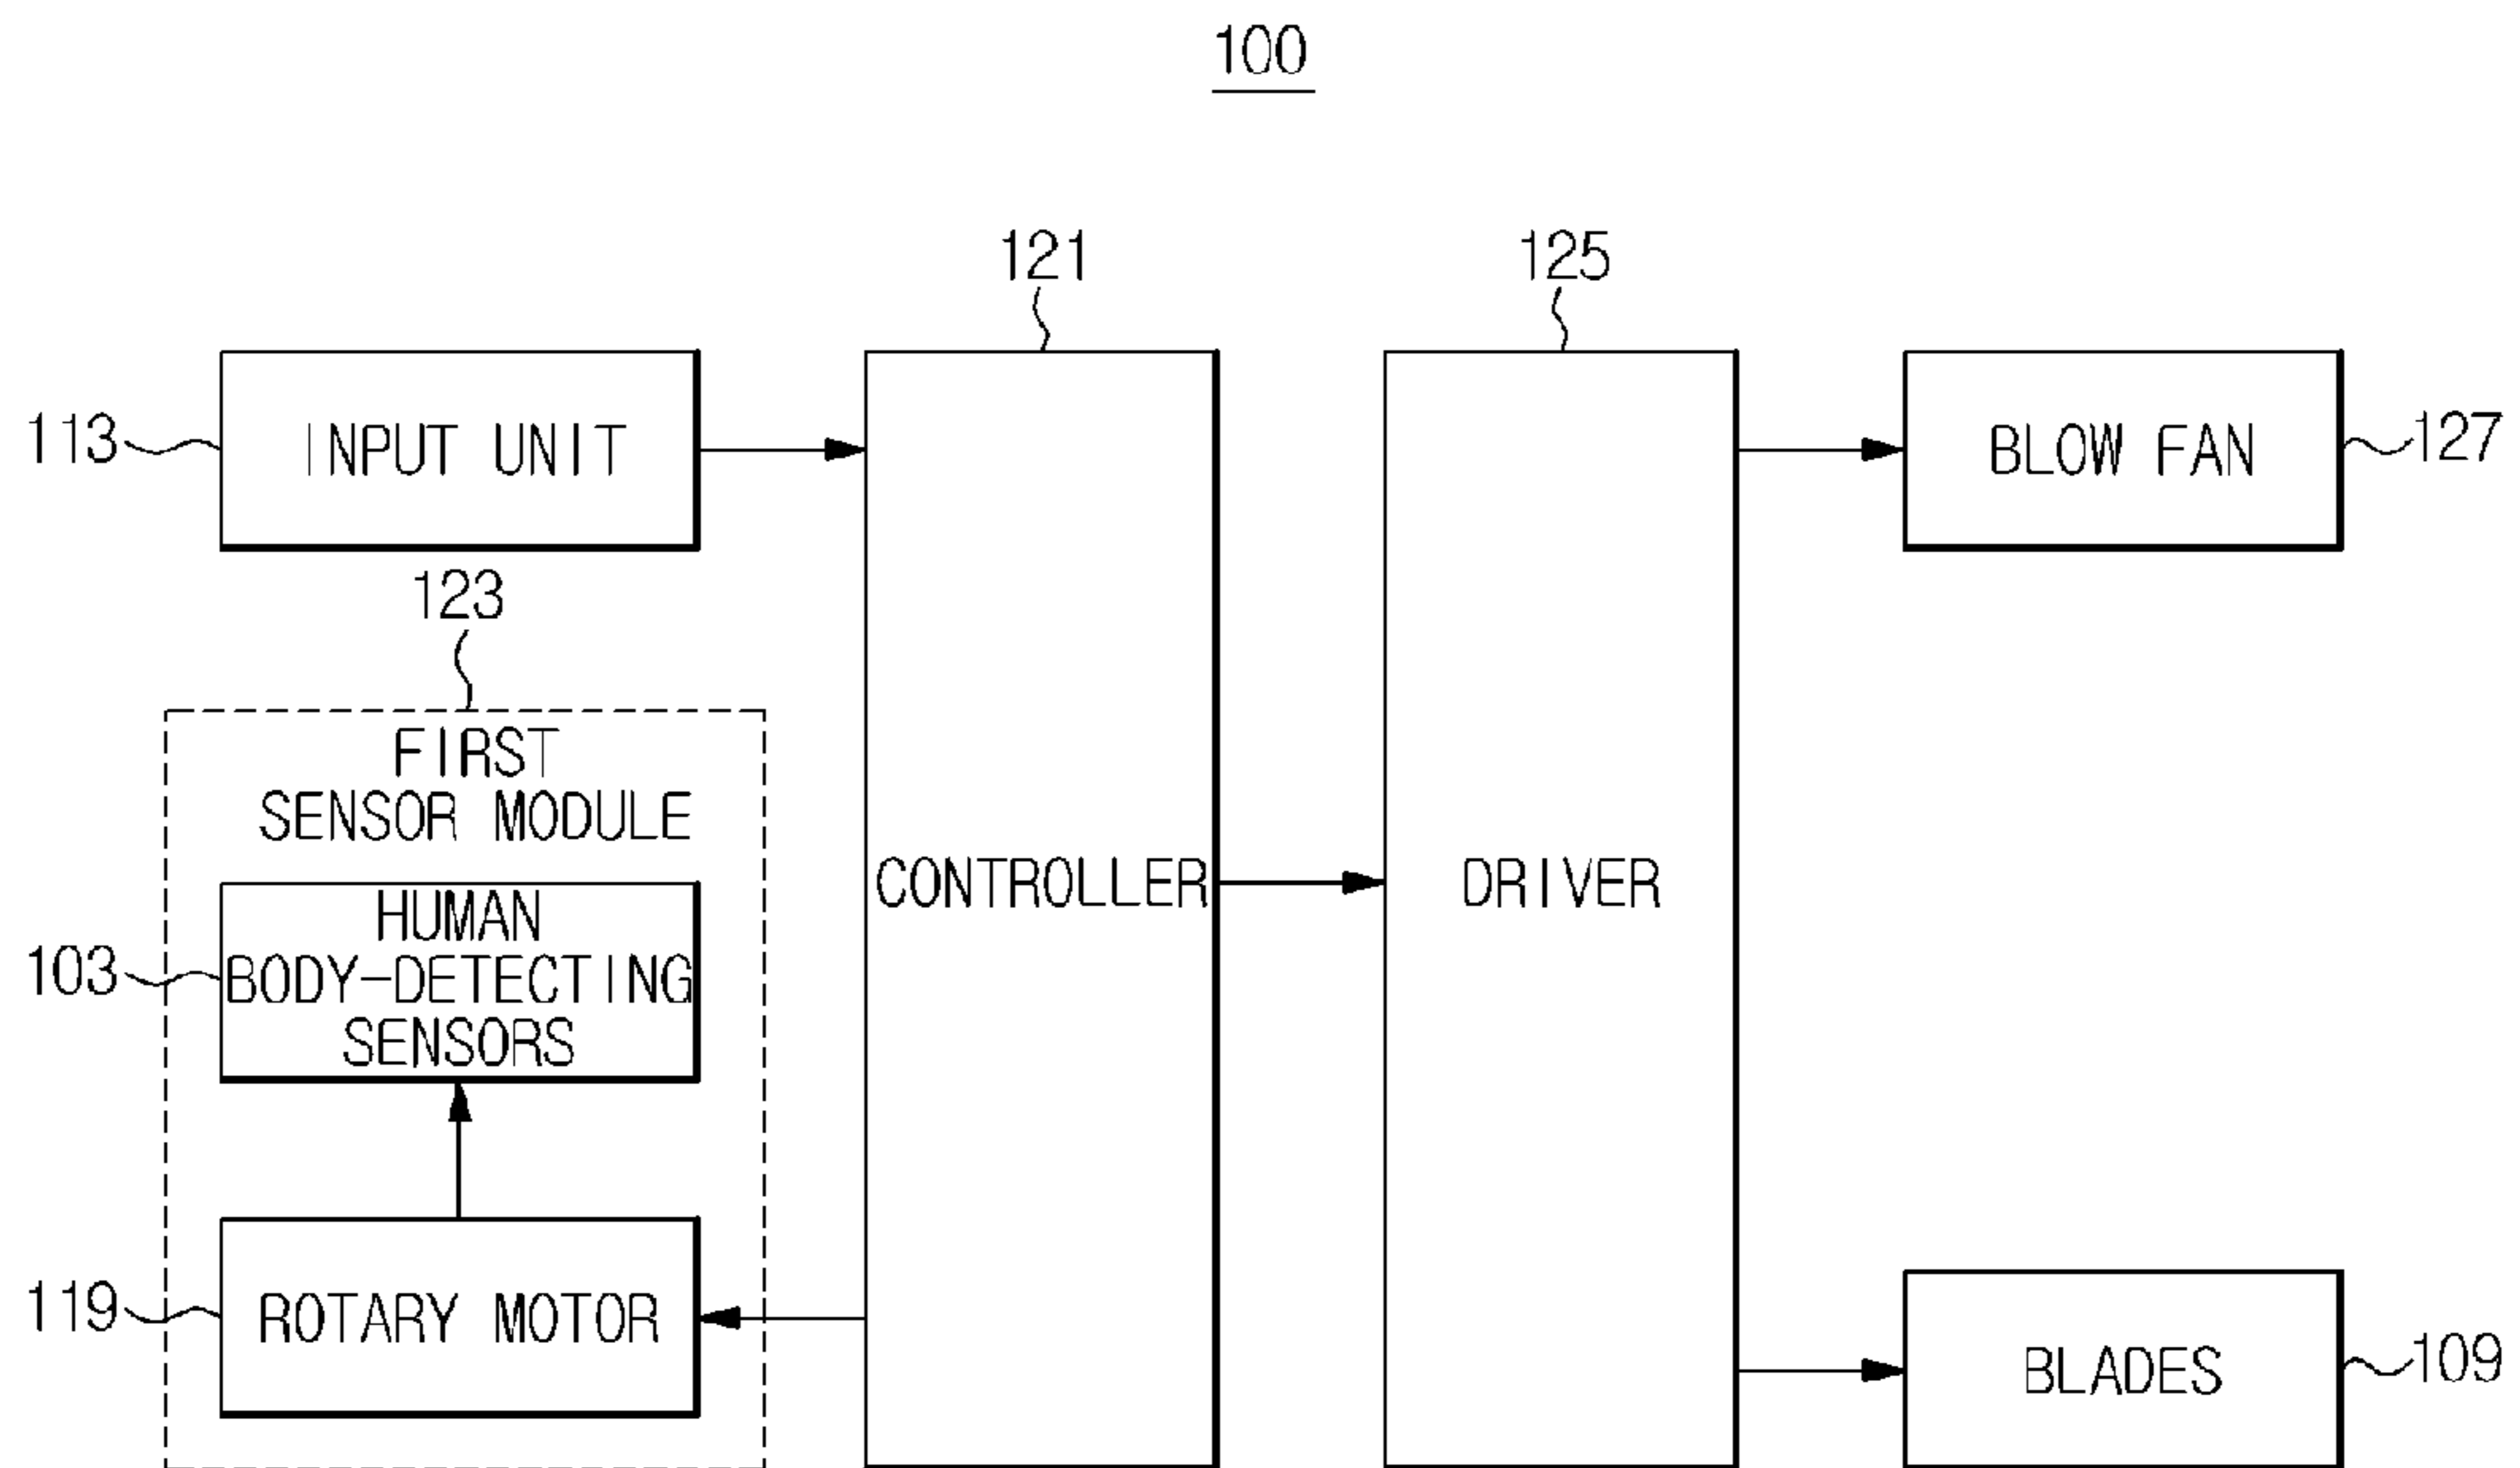 100
121
125
113
INPUT UNIT
BLOW FAN
127
123
FIRST
SENSOR MODULE
CONTROLLER
DRIVER
103
HUMAN
BODY-DETECTING
SENSORS
119
ROTARY MOTOR
BLADES
109